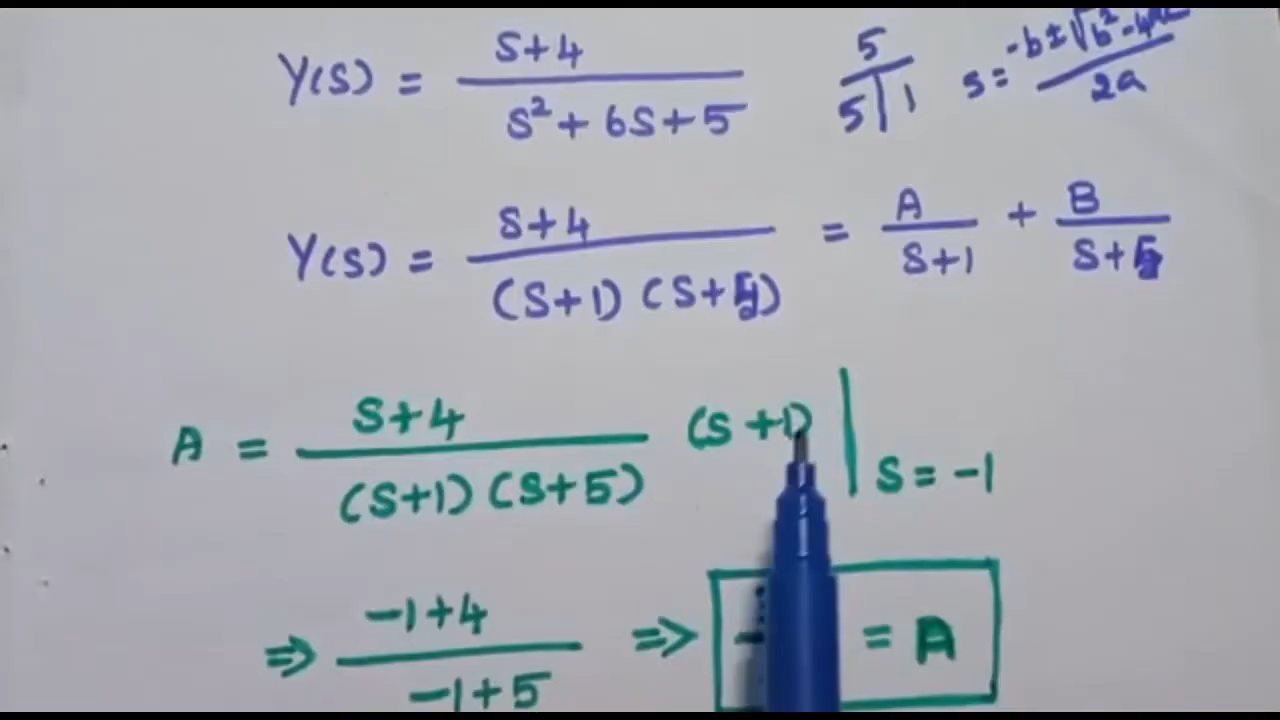 Y(S) = S+4 / S² + 6S + 5   5 / 5 | 1   S = -b ± √b² - 4ac / 2a
Y(S) = S+4 / (S+1) (S+5) = A / S+1 + B / S+5
A = S+4 / (S+1) (S+5) (S+1) | S = -1
⇒ -1+4 / -1+5 ⇒ = A